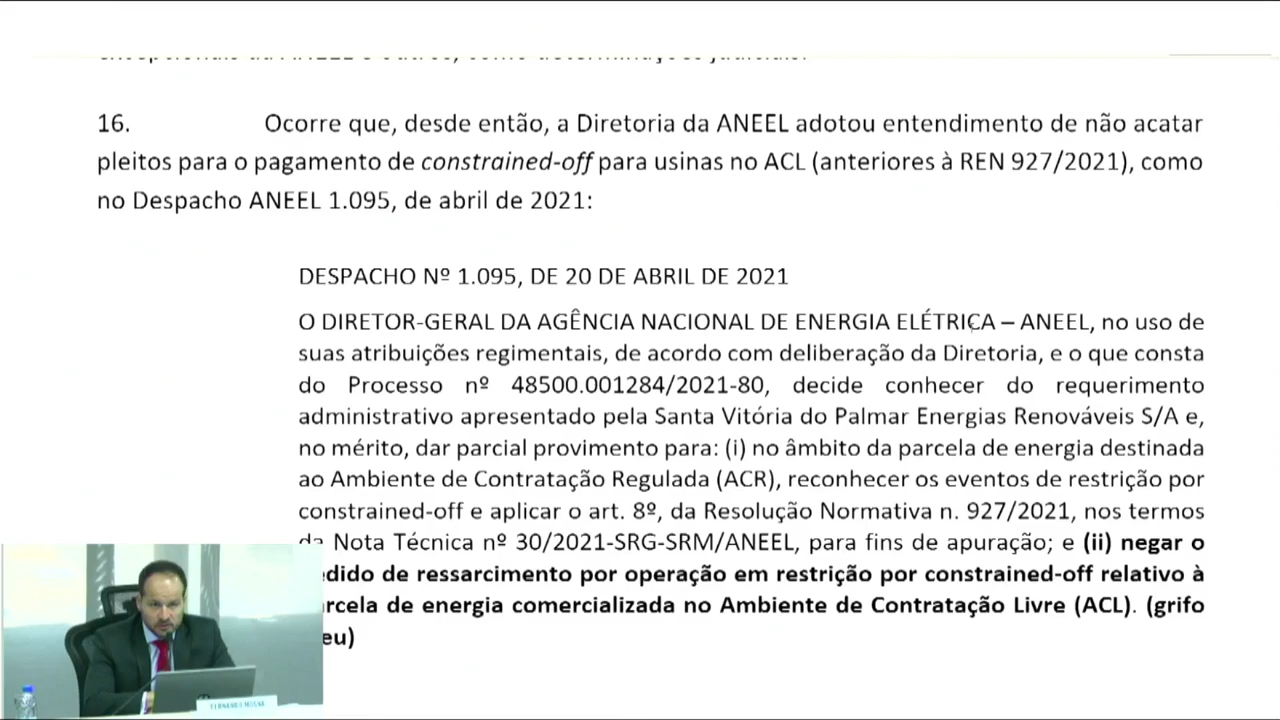 16. Ocorre que, desde então, a Diretoria da ANEEL adotou entendimento de não acatar
pleitos para o pagamento de constrained-off para usinas no ACL (anteriores à REN 927/2021), como
no Despacho ANEEL 1.095, de abril de 2021:
DESPACHO Nº 1.095, DE 20 DE ABRIL DE 2021
O DIRETOR-GERAL DA AGÊNCIA NACIONAL DE ENERGIA ELÉTRICA – ANEEL, no uso de
suas atribuições regimentais, de acordo com deliberação da Diretoria, e o que consta
do Processo nº 48500.001284/2021-80, decide conhecer do requerimento
administrativo apresentado pela Santa Vitória do Palmar Energias Renováveis S/A e,
no mérito, dar parcial provimento para: (i) no âmbito da parcela de energia destinada
ao Ambiente de Contratação Regulada (ACR), reconhecer os eventos de restrição por
constrained-off e aplicar o art. 8º, da Resolução Normativa n. 927/2021, nos termos
da Nota Técnica nº 30/2021-SRG-SRM/ANEEL, para fins de apuração; e (ii) negar o
edido de ressarcimento por operação em restrição por constrained-off relativo à
rcela de energia comercializada no Ambiente de Contratação Livre (ACL). (grifo
eu)